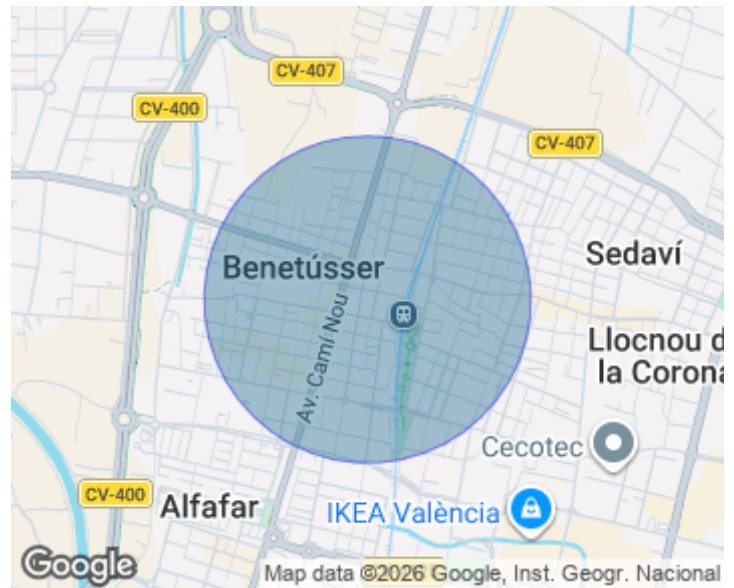 CV-407
CV-400
CV-407
Sedaví
Benetússer
Av. Camí Nou
Llocnou d
la Corona
Cecotec
CV-400
Alfafar
IKEA València
Google
Map data ©2026 Google, Inst. Geogr. Nacional